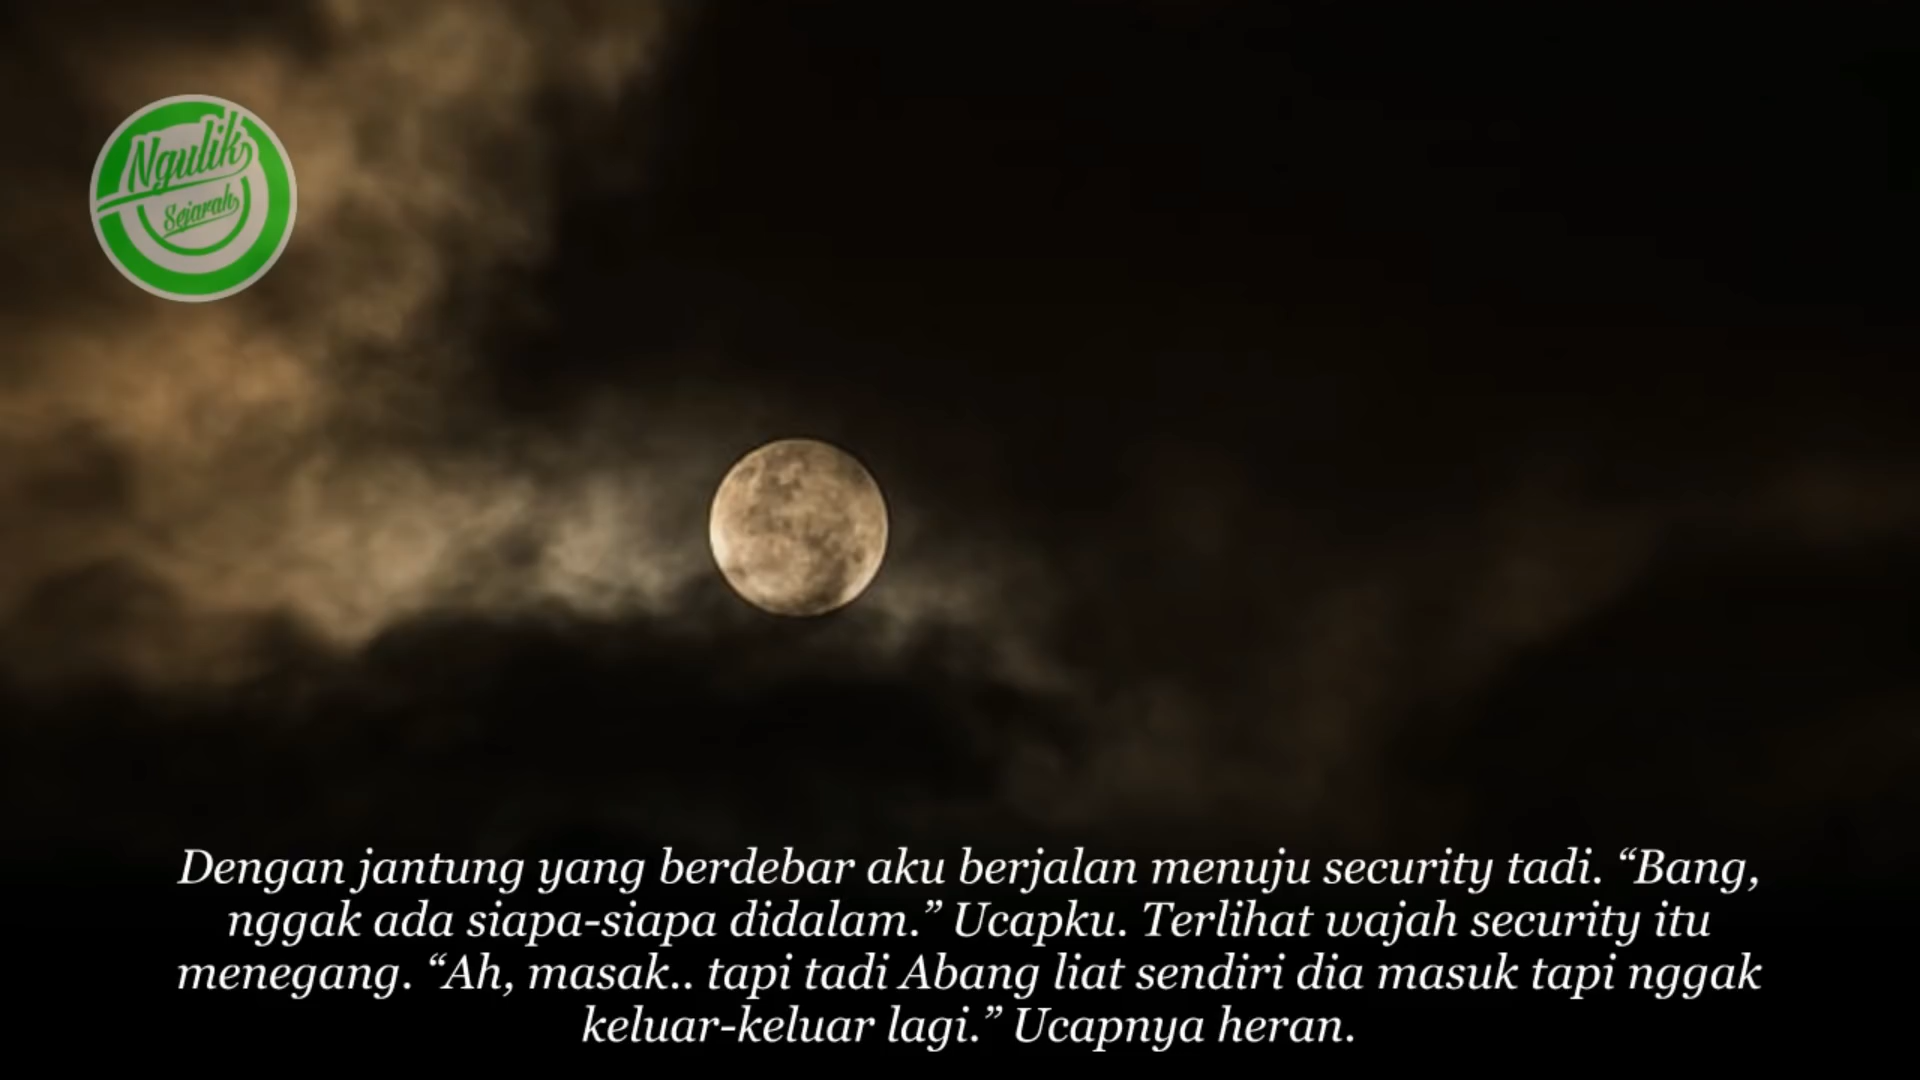 Ngulik
Sejarah
Dengan jantung yang berdebar aku berjalan menuju security tadi. “Bang,
nggak ada siapa-siapa didalam.” Ucapku. Terlihat wajah security itu
menegang. “Ah, masak.. tapi tadi Abang liat sendiri dia masuk tapi nggak
keluar-keluar lagi.” Ucapnya heran.